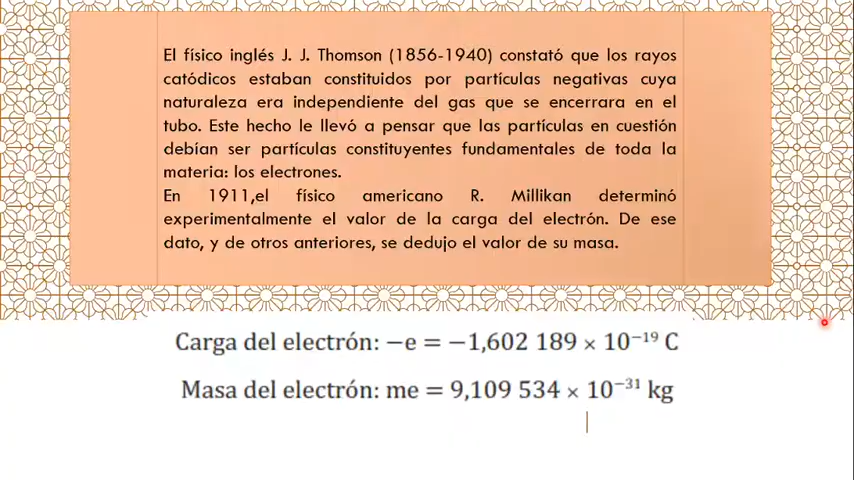 El físico inglés J. J. Thomson (1856-1940) constató que los rayos
catódicos estaban constituidos por partículas negativas cuya
naturaleza era independiente del gas que se encerrara en el
tubo. Este hecho le llevó a pensar que las partículas en cuestión
debían ser partículas constituyentes fundamentales de toda la
materia: los electrones.
En 1911,el físico americano R. Millikan determinó
experimentalmente el valor de la carga del electrón. De ese
dato, y de otros anteriores, se dedujo el valor de su masa.
Carga del electrón: −e = −1,602 189 × 10⁻¹⁹ C
Masa del electrón: me = 9,109 534 × 10⁻³¹ kg